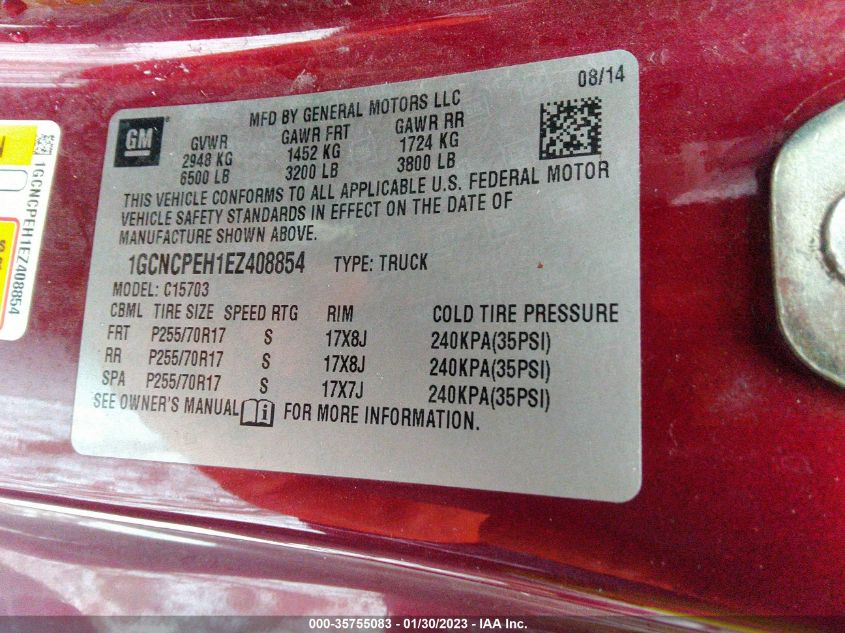 08/14
MFD BY GENERAL MOTORS LLC
GM
GVWR GAWR FRT GAWR RR
2948 KG 1452 KG 1724 KG
6500 LB 3200 LB 3800 LB
THIS VEHICLE CONFORMS TO ALL APPLICABLE U.S. FEDERAL MOTOR
VEHICLE SAFETY STANDARDS IN EFFECT ON THE DATE OF
MANUFACTURE SHOWN ABOVE.
1GCNCPEH1EZ408854 TYPE: TRUCK
MODEL: C15703
CBML TIRE SIZE SPEED RTG RIM COLD TIRE PRESSURE
FRT P255/70R17 S 17X8J 240KPA(35PSI)
RR P255/70R17 S 17X8J 240KPA(35PSI)
SPA P255/70R17 S 17X7J 240KPA(35PSI)
SEE OWNER'S MANUAL i FOR MORE INFORMATION.
1GCNCPEH1EZ408854
000-35755083 - 01/30/2023 - IAA Inc.